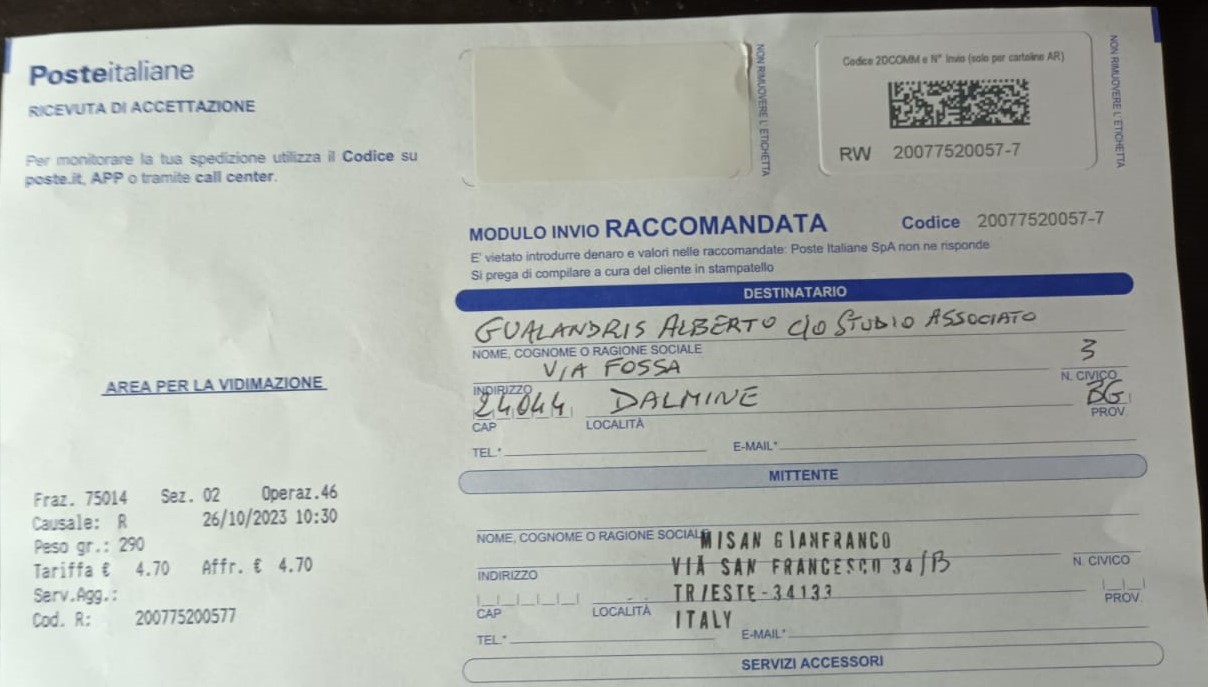 Posteitaliane
RICEVUTA DI ACCETTAZIONE
Per monitorare la tua spedizione utilizza il Codice su
poste.it, APP o tramite call center.
NON RIMUOVERE L'ETICHETTA
Codice 2DCOMM e N° Invio (solo per cartoline AR)
RW 20077520057-7
NON RIMUOVERE L'ETICHETTA
MODULO INVIO RACCOMANDATA Codice 20077520057-7
E' vietato introdurre denaro e valori nelle raccomandate: Poste Italiane SpA non ne risponde
Si prega di compilare a cura del cliente in stampatello
DESTINATARIO
GUALANDRIS ALBERTO C/O STUDIO ASSOCIATO
NOME, COGNOME O RAGIONE SOCIALE
VIA FOSSA 3
INDIRIZZO N. CIVICO
24044 DALMINE BG
CAP LOCALITÀ PROV.
TEL.* E-MAIL*
MITTENTE
NOME, COGNOME O RAGIONE SOCIALE
MISAN GIANFRANCO
VIA SAN FRANCESCO 34/B
INDIRIZZO N. CIVICO
TRIESTE-34133
CAP LOCALITÀ PROV.
ITALY
TEL.* E-MAIL*
SERVIZI ACCESSORI
AREA PER LA VIDIMAZIONE
Fraz. 75014 Sez. 02 Operaz.46
Causale: R 26/10/2023 10:30
Peso gr.: 290
Tariffa € 4.70 Affr. € 4.70
Serv.Agg.:
Cod. R: 200775200577